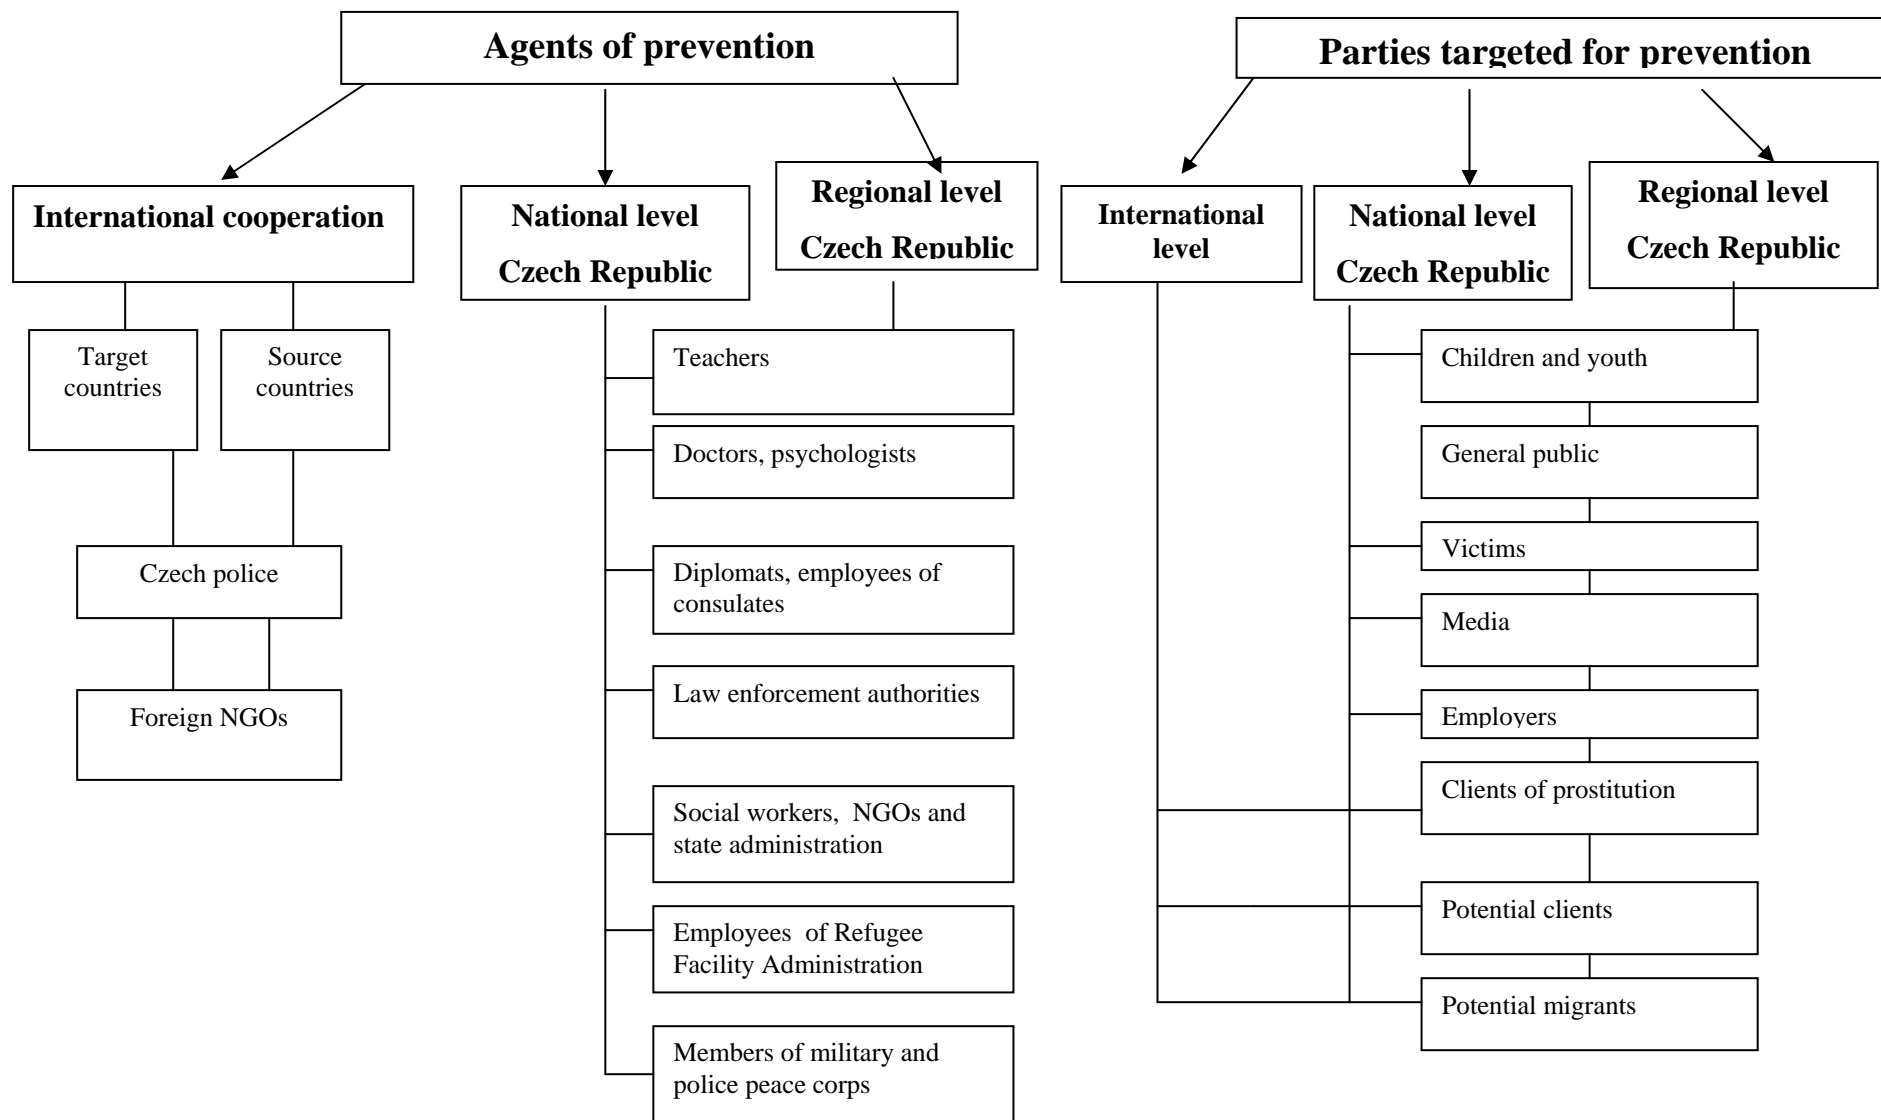 Agents of prevention
Parties targeted for prevention
International cooperation
National level
Czech Republic
Regional level
Czech Republic
International
level
National level
Czech Republic
Regional level
Czech Republic
Target
countries
Source
countries
Czech police
Foreign NGOs
Teachers
Doctors, psychologists
Diplomats, employees of
consulates
Law enforcement authorities
Social workers,  NGOs and
state administration
Employees  of Refugee
Facility Administration
Members of military and
police peace corps
Children and youth
General public
Victims
Media
Employers
Clients of prostitution
Potential clients
Potential migrants